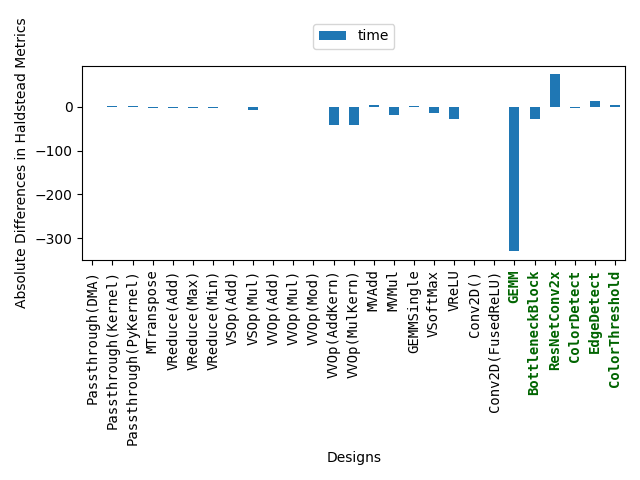 time
Absolute Differences in Haldstead Metrics
0
−100
−200
−300
Passthrough(DMA)
Passthrough(Kernel)
Passthrough(PyKernel)
MTranspose
VReduce(Add)
VReduce(Max)
VReduce(Min)
VSOp(Add)
VSOp(Mul)
VVOp(Add)
VVOp(Mul)
VVOp(Mod)
VVOp(AddKern)
VVOp(MulKern)
MVAdd
MVMul
GEMMSingle
VSoftMax
VReLU
Conv2D()
Conv2D(FusedReLU)
GEMM
BottleneckBlock
ResNetConv2x
ColorDetect
EdgeDetect
ColorThreshold
Designs